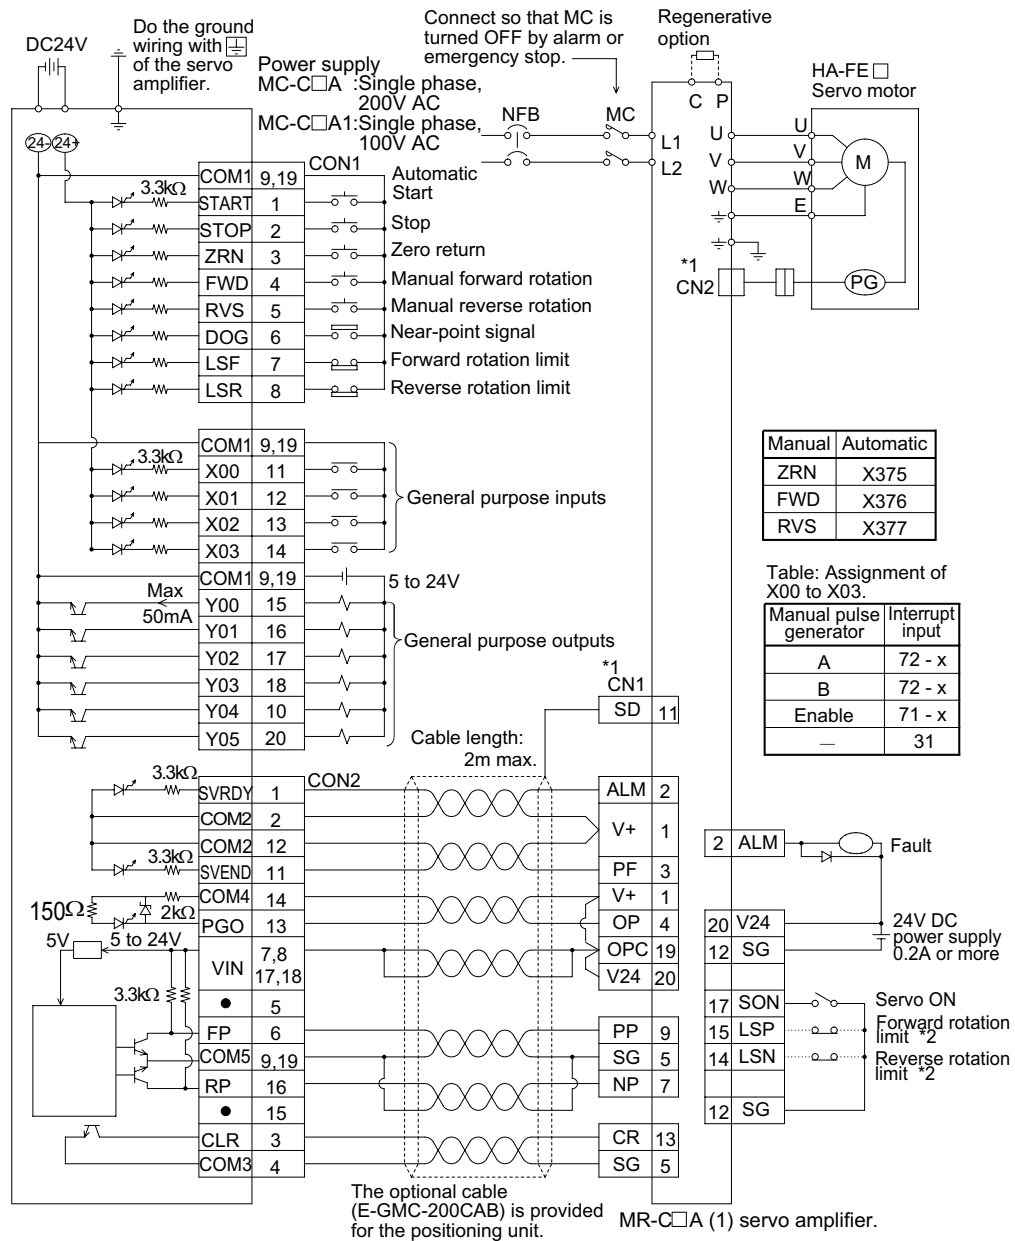 DC24V
Do the ground
wiring with
of the servo
amplifier.
Power supply
MC-C□A :Single phase,
200V AC
MC-C□A1:Single phase,
100V AC
Connect so that MC is
turned OFF by alarm or
emergency stop.
Regenerative
option
C P
NFB
MC
L1
L2
HA-FE □
Servo motor
U
V
W
U
V
W
E
M
PG
*1
CN2
24-
24+
CON1
COM1 9,19
3.3kΩ
START 1
Automatic
Start
STOP 2 Stop
ZRN 3 Zero return
FWD 4 Manual forward rotation
RVS 5 Manual reverse rotation
DOG 6 Near-point signal
LSF 7 Forward rotation limit
LSR 8 Reverse rotation limit
COM1 9,19
3.3kΩ
X00 11
X01 12
X02 13
X03 14
General purpose inputs
COM1 9,19
5 to 24V
Max
50mA
Y00 15
Y01 16
Y02 17
Y03 18
Y04 10
Y05 20
General purpose outputs
Manual Automatic
ZRN X375
FWD X376
RVS X377
Table: Assignment of
X00 to X03.
Manual pulse
generator
Interrupt
input
A 72 - x
B 72 - x
Enable 71 - x
— 31
*1
CN1
SD 11
Cable length:
2m max.
CON2
3.3kΩ
SVRDY 1
COM2 2
COM2 12
3.3kΩ
SVEND 11
COM4 14
150Ω
2kΩ
PGO 13
5V
5 to 24V
VIN
7,8
17,18
3.3kΩ
● 5
FP 6
COM5 9,19
RP 16
● 15
CLR 3
COM3 4
ALM 2
V+ 1
PF 3
V+ 1
OP 4
OPC 19
V24 20
PP 9
SG 5
NP 7
CR 13
SG 5
2 ALM
Fault
20 V24
12 SG
24V DC
power supply
0.2A or more
17 SON
Servo ON
15 LSP
Forward rotation
limit *2
14 LSN
Reverse rotation
limit *2
12 SG
The optional cable
(E-GMC-200CAB) is provided
for the positioning unit.
MR-C□A (1) servo amplifier.